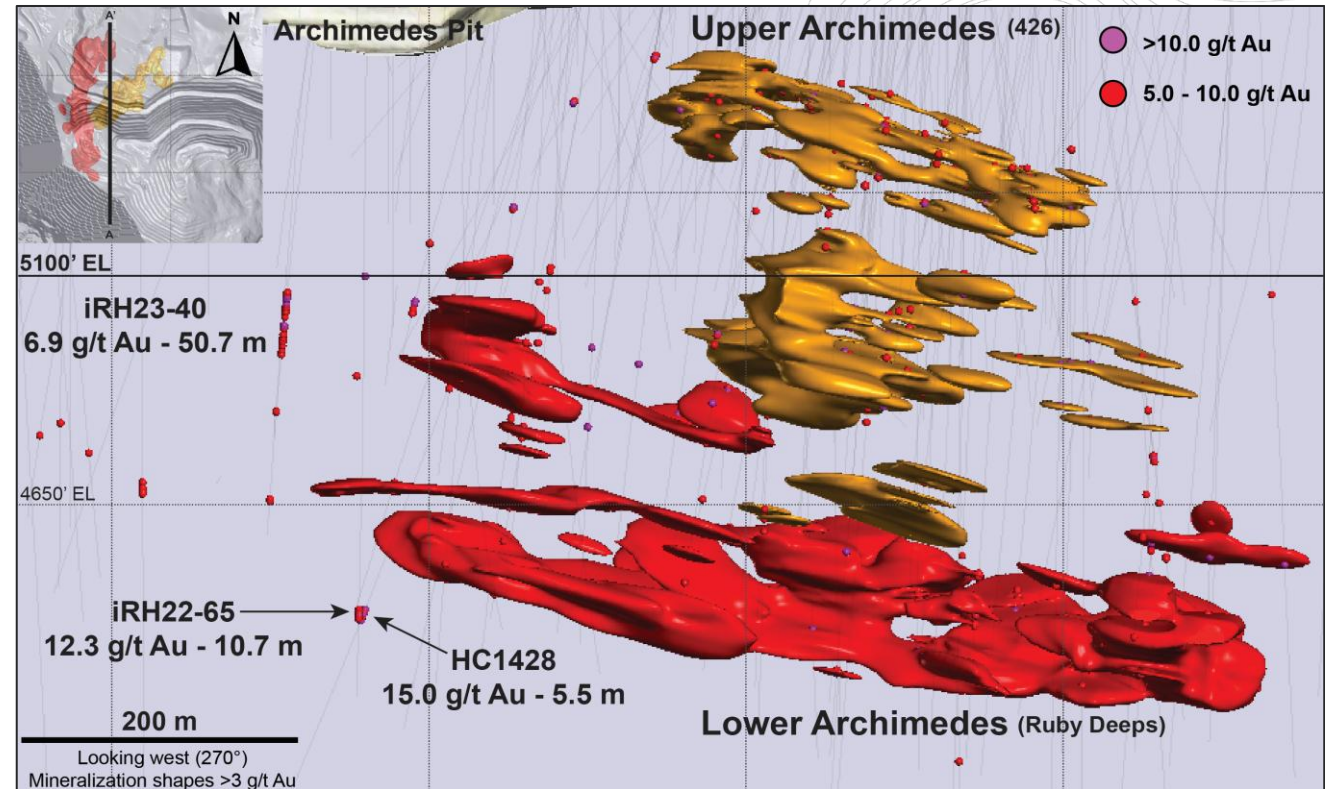 A'
N
A
Archimedes Pit
Upper Archimedes (426)
>10.0 g/t Au
5.0 - 10.0 g/t Au
5100' EL
iRH23-40
6.9 g/t Au - 50.7 m
4650' EL
iRH22-65
12.3 g/t Au - 10.7 m
HC1428
15.0 g/t Au - 5.5 m
Lower Archimedes (Ruby Deeps)
200 m
Looking west (270°)
Mineralization shapes >3 g/t Au